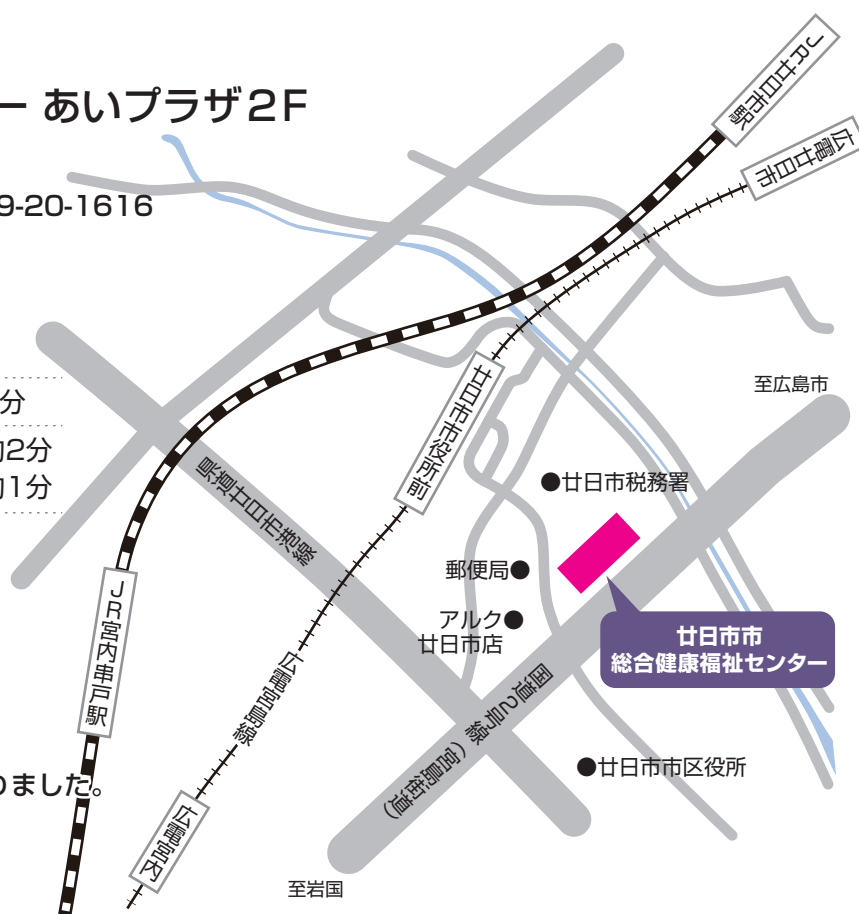 ー あいプラザ2F
9-20-1616
分
約2分
約1分
りました。
JR廿日市駅
広電廿日市
至広島市
廿日市市役所前
県道廿日市港線
廿日市税務署
郵便局
アルク
廿日市店
廿日市市
総合健康福祉センター
JR宮内串戸駅
広電宮島線
国道2号線（宮島街道）
廿日市市区役所
広電宮内
至岩国